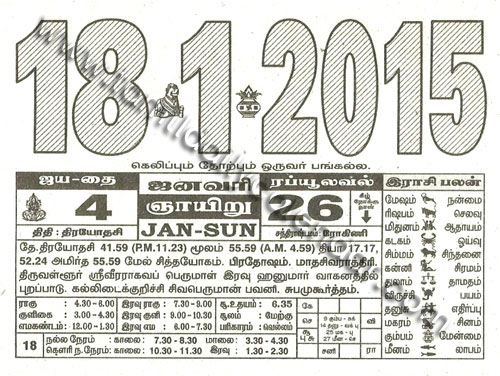 18-1-2015
கெலிப்பும் தோற்பும் ஒருவர் பங்கல்ல.
ஜய-தை ஜனவரி ரப்யூலவல் இராசி பலன்
4 ஞாயிறு 26 கீழ் நோக்கு நாள்
திதி : திரயோதசி JAN-SUN சந்திராஷ்டமம் : ரோகிணி
தே.திரயோதசி 41.59 (P.M.11.23) மூலம் 55.59 (A.M. 4.59) தியா 17.17,
52.24 அமிர்த 55.59 மேல் சித்தயோகம். பிரதோஷம். மாதசிவராத்திரி.
திருவள்ளூர் ஸ்ரீவீரராகவப் பெருமாள் இரவு ஹனுமார் வாகனத்தில்
புறப்பாடு. கல்லிடைக்குறிச்சி சிவபெருமான் பவனி. சுபமுகூர்த்தம்.
மேஷம் நன்மை
ரிஷபம் செலவு
மிதுனம் ஆதாயம்
கடகம் ஓய்வு
சிம்மம் சிந்தனை
கன்னி சிரமம்
துலாம் தாமதம்
விருச்சி பரிசு
தனுசு எதிர்ப்பு
மகரம் சினம்
கும்பம் மேன்மை
மீனம் லாபம்
ராகு : 4.30 - 6.00 இரவு ராகு : 7.30 - 9.00 சூ.உதயம் : 6.35
குளிகை : 3.00 - 4.30 இரவு குளி : 9.00 - 10.30 சூலம் : மேற்கு
எமகண்டம் : 12.00 - 1.30 இரவு எம : 6.00 - 7.30 பரிகாரம் : வெல்லம்
18 நல்ல நேரம் : காலை : 7.30 - 8.30 மாலை : 3.30 - 4.30
கௌரி ந.நேரம் : காலை : 10.30 - 11.30 இரவு : 1.30 - 2.30
கே
வி
சனி ரா